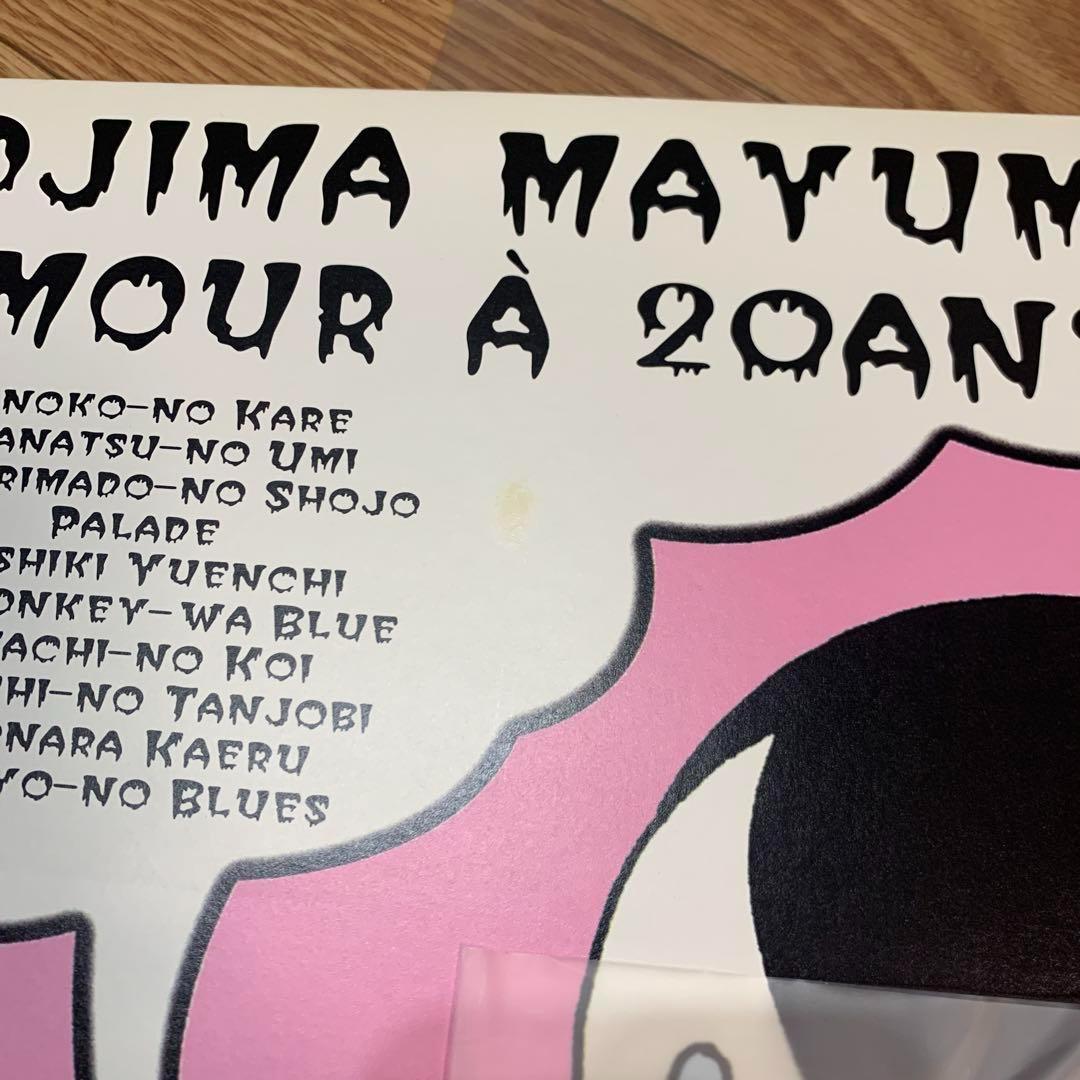 OJIMA MAYUM
MOUR À 20ANS
NOKO-NO KARE
ANATSU-NO UMI
RIMADO-NO SHOJO
PALADE
SHIKI YUENCHI
ONKEY-WA BLUE
ACHI-NO KOI
HI-NO TANJOBI
ONARA KAERU
YO-NO BLUES